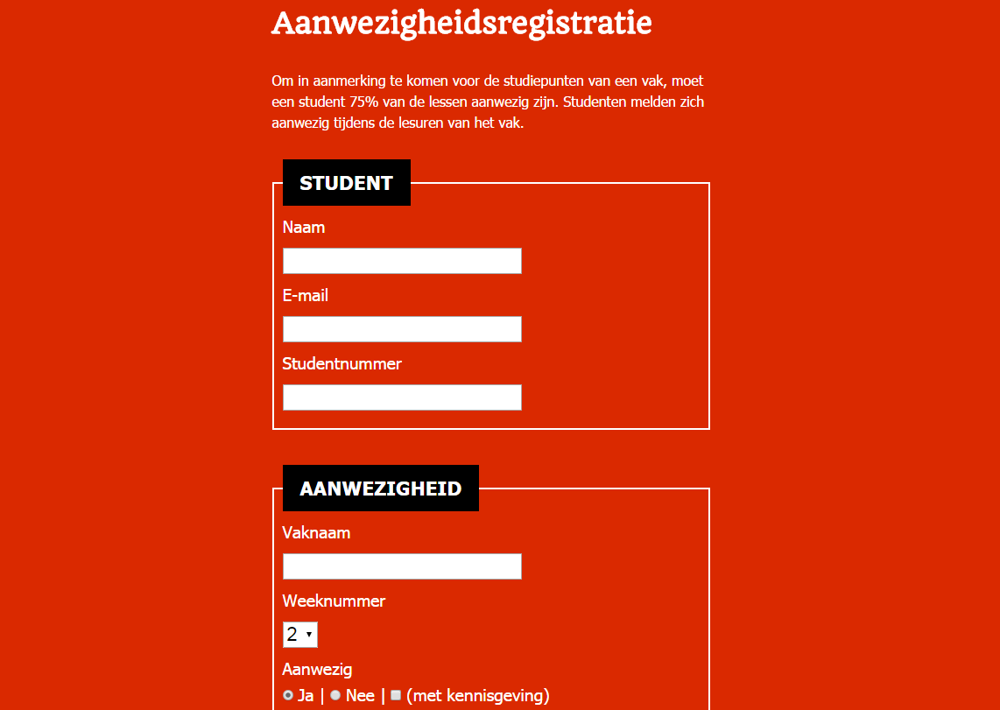 Aanwezigheidsregistratie
Om in aanmerking te komen voor de studiepunten van een vak, moet
een student 75% van de lessen aanwezig zijn. Studenten melden zich
aanwezig tijdens de lesuren van het vak.
STUDENT
Naam
E-mail
Studentnummer
AANWEZIGHEID
Vaknaam
Weeknummer
2
Aanwezig
Ja | Nee | (met kennisgeving)